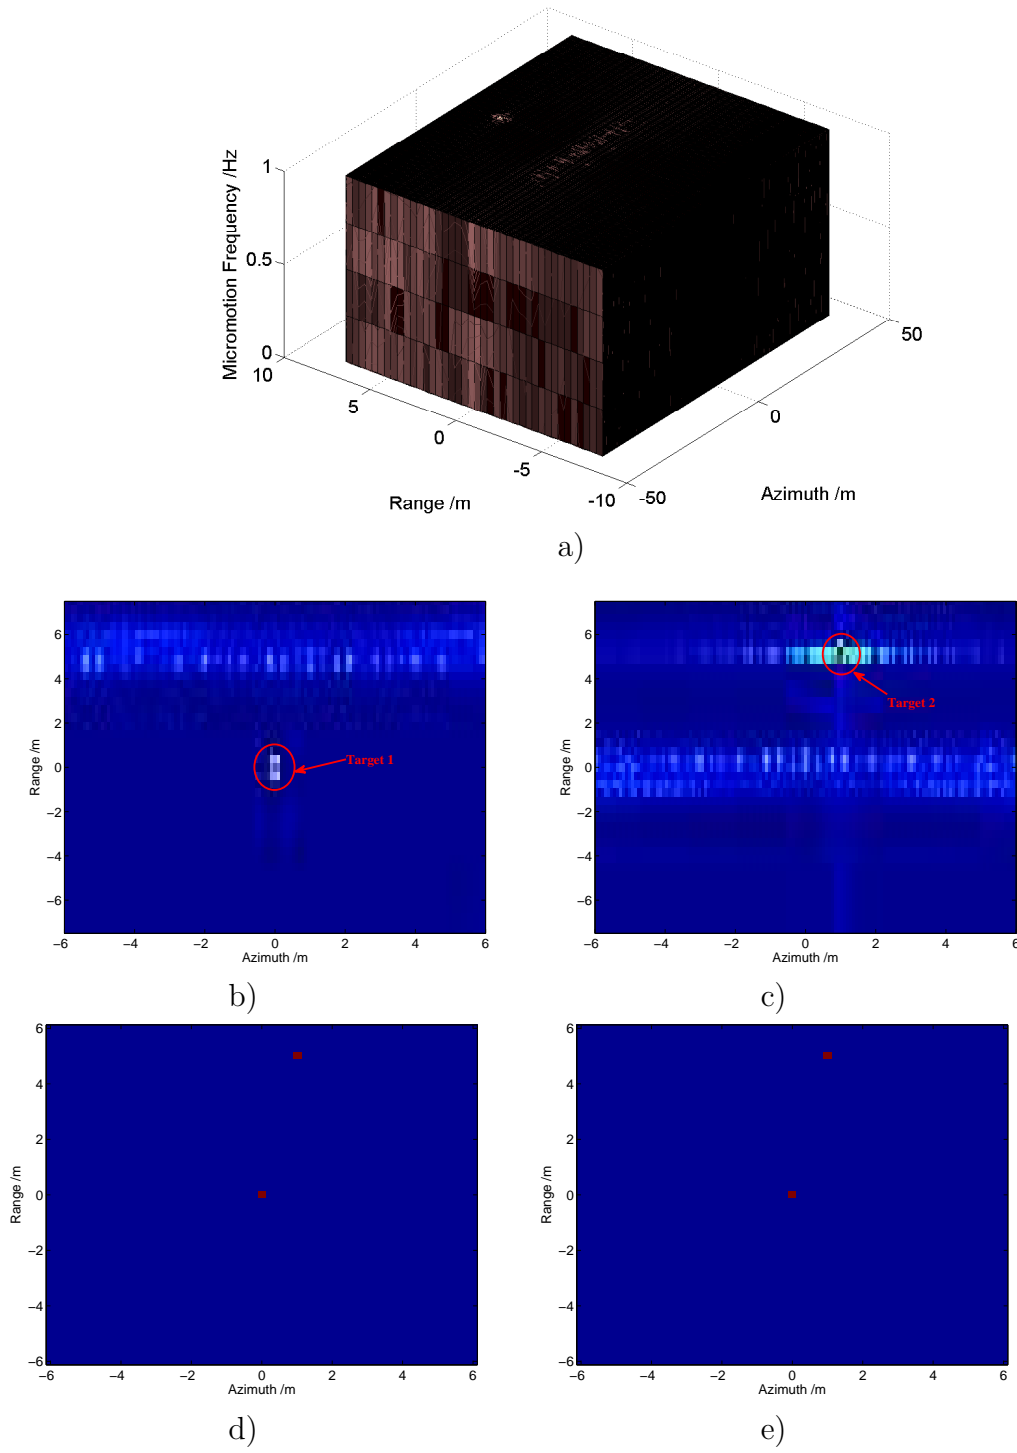 Micromotion Frequency /Hz
1
0.5
0
10
5
0
-5
-10
Range /m
-50
0
50
Azimuth /m
a)
6
4
2
0
−2
−4
−6
Range /m
Target 1
−6 −4 −2 0 2 4 6
Azimuth /m
b)
6
4
2
0
−2
−4
−6
Range /m
Target 2
−6 −4 −2 0 2 4 6
Azimuth /m
c)
6
4
2
0
−2
−4
−6
Range /m
−6 −4 −2 0 2 4 6
Azimuth /m
d)
6
4
2
0
−2
−4
−6
Range /m
−6 −4 −2 0 2 4 6
Azimuth /m
e)